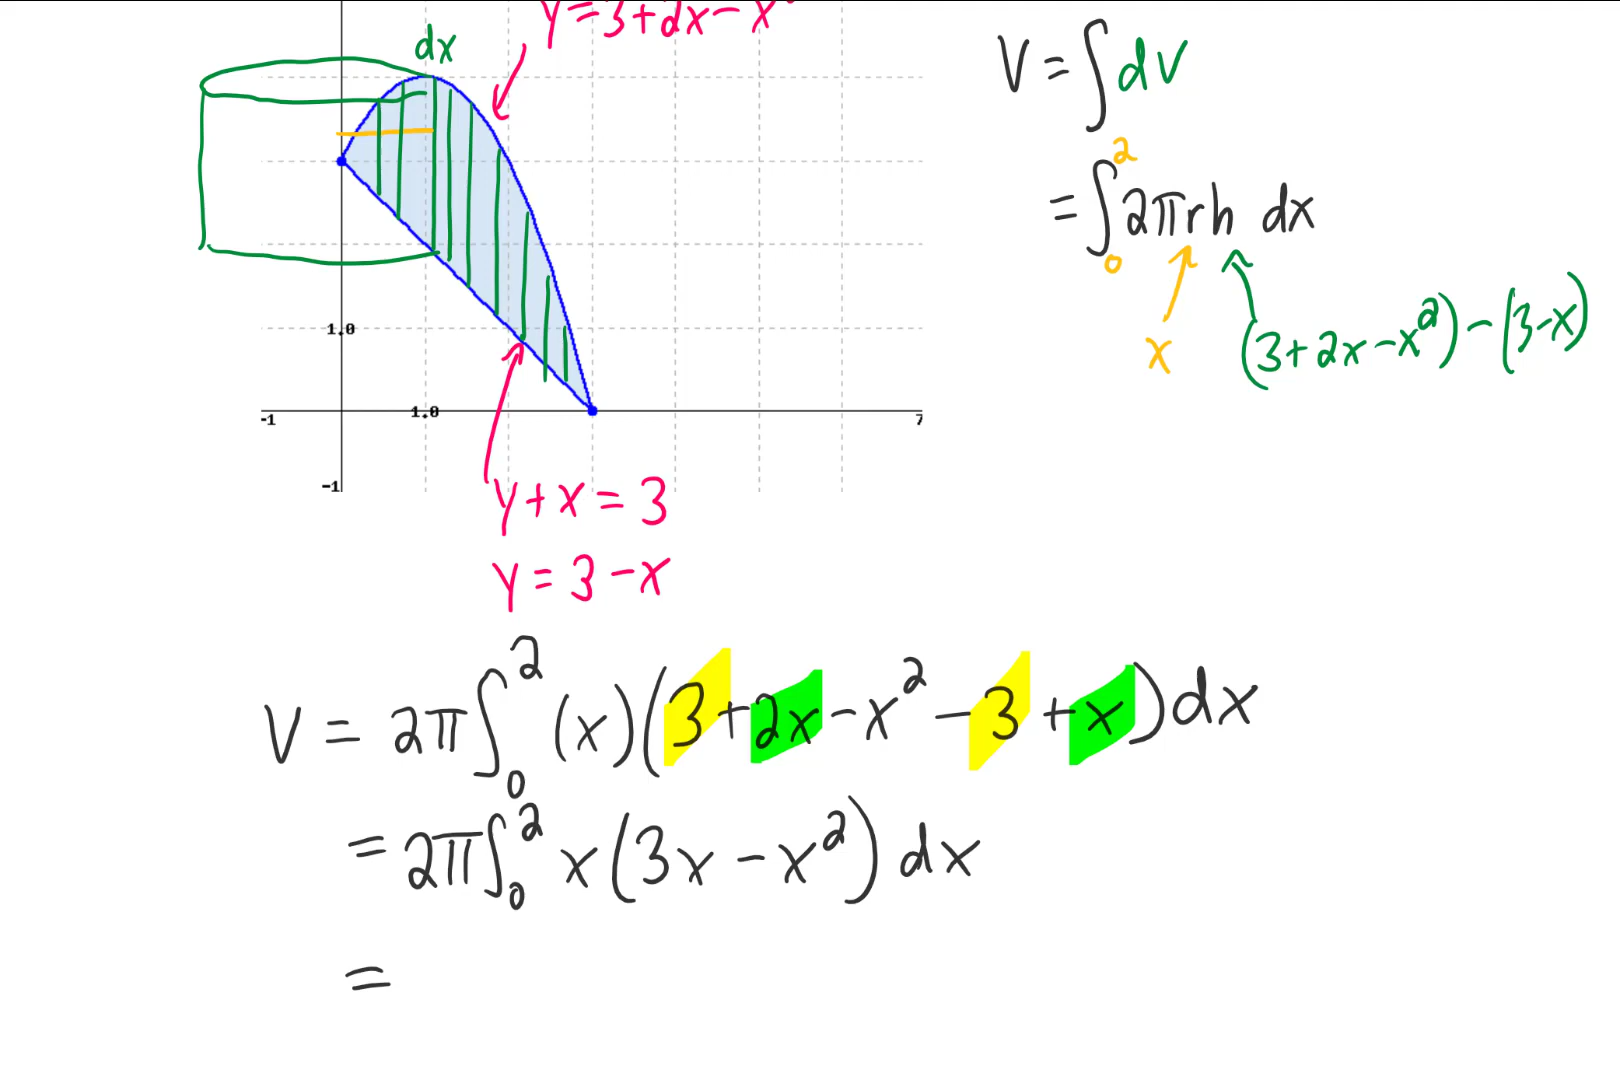 y = 3 + 2x - x
dx
V = ∫ dV
= ∫₀² 2πrh dx
x
(3 + 2x - x²) - (3 - x)
1.0
-1
1.0
7
-1
y + x = 3
y = 3 - x
V = 2π ∫₀² (x)(3 + 2x - x² - 3 + x) dx
= 2π ∫₀² x(3x - x²) dx
=